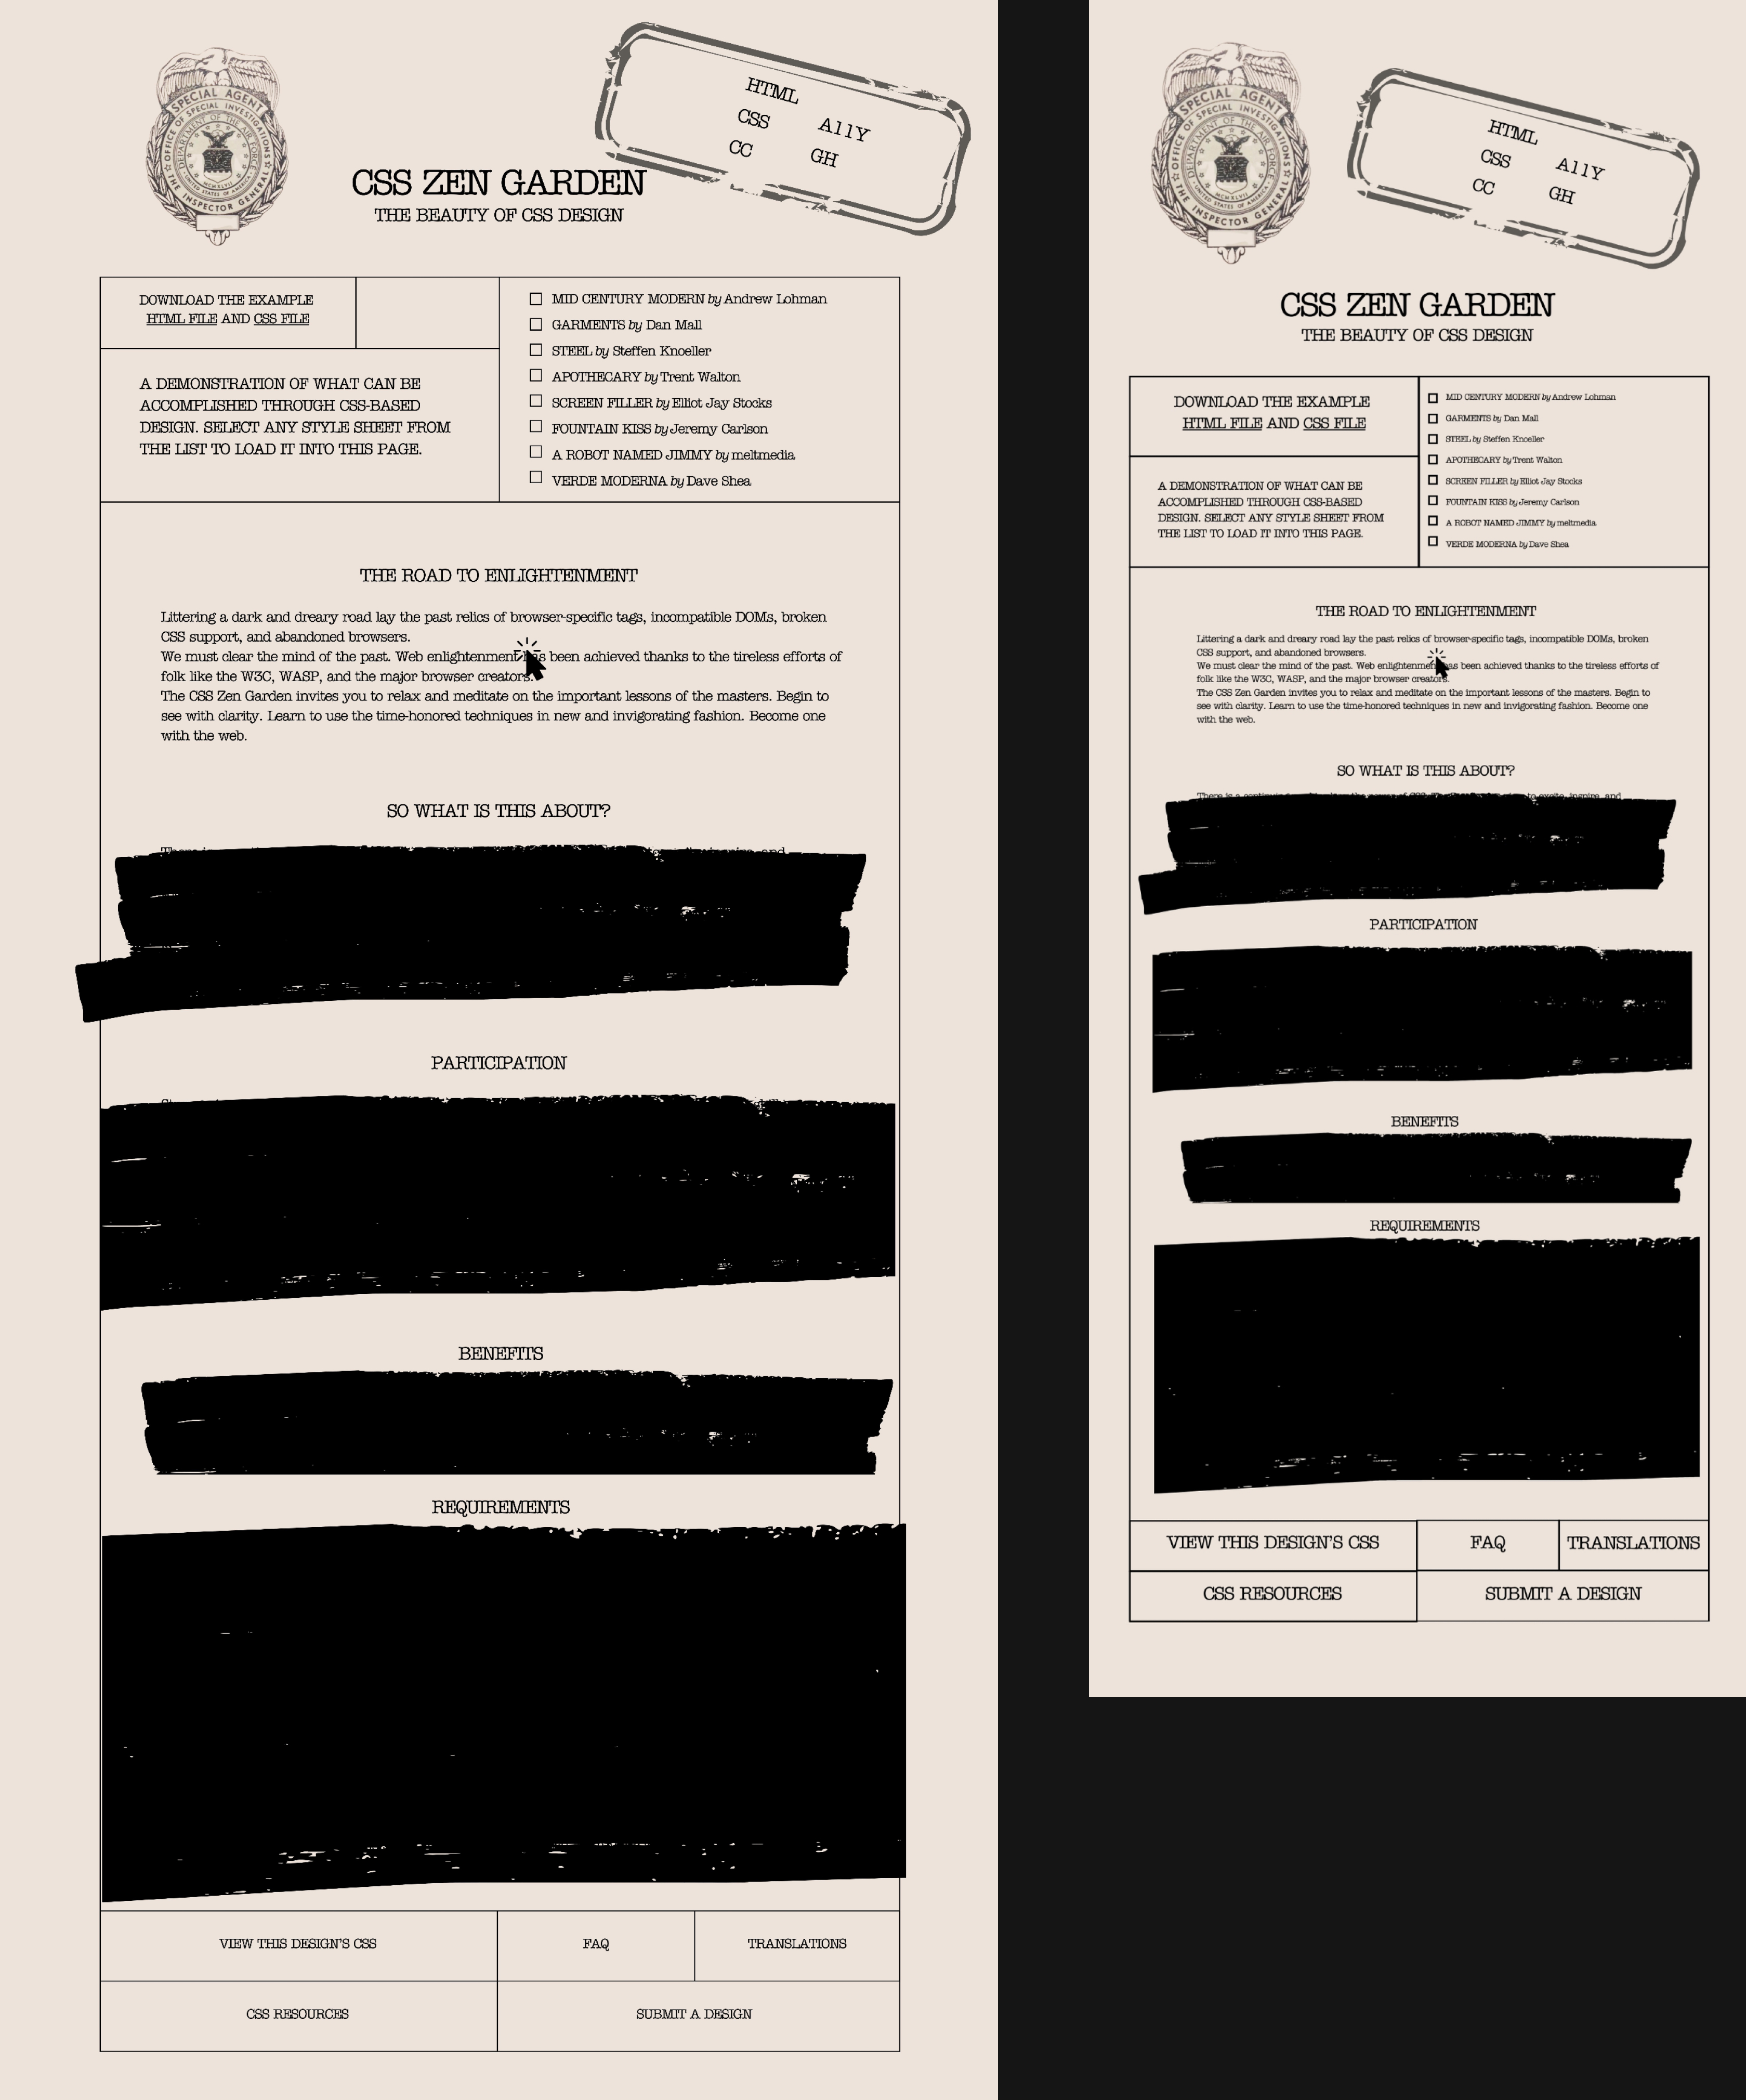 SPECIAL AGENT
OFFICE OF SPECIAL INVESTIGATIONS
DEPARTMENT OF THE AIR FORCE
MCMXLVII
UNITED STATES OF AMERICA
THE INSPECTOR GENERAL
HTML
CSS A11Y
CC GH
CSS ZEN GARDEN
THE BEAUTY OF CSS DESIGN
DOWNLOAD THE EXAMPLE
HTML FILE AND CSS FILE
A DEMONSTRATION OF WHAT CAN BE
ACCOMPLISHED THROUGH CSS-BASED
DESIGN. SELECT ANY STYLE SHEET FROM
THE LIST TO LOAD IT INTO THIS PAGE.
MID CENTURY MODERN by Andrew Lohman
GARMENTS by Dan Mall
STEEL by Steffen Knoeller
APOTHECARY by Trent Walton
SCREEN FILLER by Elliot Jay Stocks
FOUNTAIN KISS by Jeremy Carlson
A ROBOT NAMED JIMMY by meltmedia
VERDE MODERNA by Dave Shea
THE ROAD TO ENLIGHTENMENT
Littering a dark and dreary road lay the past relics of browser-specific tags, incompatible DOMs, broken
CSS support, and abandoned browsers.
We must clear the mind of the past. Web enlightenment has been achieved thanks to the tireless efforts of
folk like the W3C, WASP, and the major browser creators.
The CSS Zen Garden invites you to relax and meditate on the important lessons of the masters. Begin to
see with clarity. Learn to use the time-honored techniques in new and invigorating fashion. Become one
with the web.
SO WHAT IS THIS ABOUT?
PARTICIPATION
BENEFITS
REQUIREMENTS
VIEW THIS DESIGN'S CSS FAQ TRANSLATIONS
CSS RESOURCES SUBMIT A DESIGN
SPECIAL AGENT
OFFICE OF SPECIAL INVESTIGATIONS
DEPARTMENT OF THE AIR FORCE
MCMXLVII
UNITED STATES OF AMERICA
THE INSPECTOR GENERAL
HTML
CSS A11Y
CC GH
CSS ZEN GARDEN
THE BEAUTY OF CSS DESIGN
DOWNLOAD THE EXAMPLE
HTML FILE AND CSS FILE
A DEMONSTRATION OF WHAT CAN BE
ACCOMPLISHED THROUGH CSS-BASED
DESIGN. SELECT ANY STYLE SHEET FROM
THE LIST TO LOAD IT INTO THIS PAGE.
MID CENTURY MODERN by Andrew Lohman
GARMENTS by Dan Mall
STEEL by Steffen Knoeller
APOTHECARY by Trent Walton
SCREEN FILLER by Elliot Jay Stocks
FOUNTAIN KISS by Jeremy Carlson
A ROBOT NAMED JIMMY by meltmedia
VERDE MODERNA by Dave Shea
THE ROAD TO ENLIGHTENMENT
Littering a dark and dreary road lay the past relics of browser-specific tags, incompatible DOMs, broken
CSS support, and abandoned browsers.
We must clear the mind of the past. Web enlightenment has been achieved thanks to the tireless efforts of
folk like the W3C, WASP, and the major browser creators.
The CSS Zen Garden invites you to relax and meditate on the important lessons of the masters. Begin to
see with clarity. Learn to use the time-honored techniques in new and invigorating fashion. Become one
with the web.
SO WHAT IS THIS ABOUT?
There is a to excite, inspire, and
PARTICIPATION
BENEFITS
REQUIREMENTS
VIEW THIS DESIGN'S CSS FAQ TRANSLATIONS
CSS RESOURCES SUBMIT A DESIGN